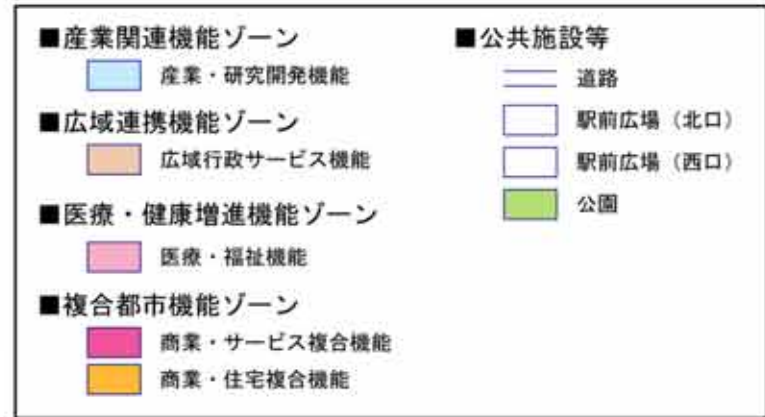 ■産業関連機能ゾーン
産業・研究開発機能
■広域連携機能ゾーン
広域行政サービス機能
■医療・健康増進機能ゾーン
医療・福祉機能
■複合都市機能ゾーン
商業・サービス複合機能
商業・住宅複合機能
■公共施設等
道路
駅前広場（北口）
駅前広場（西口）
公園